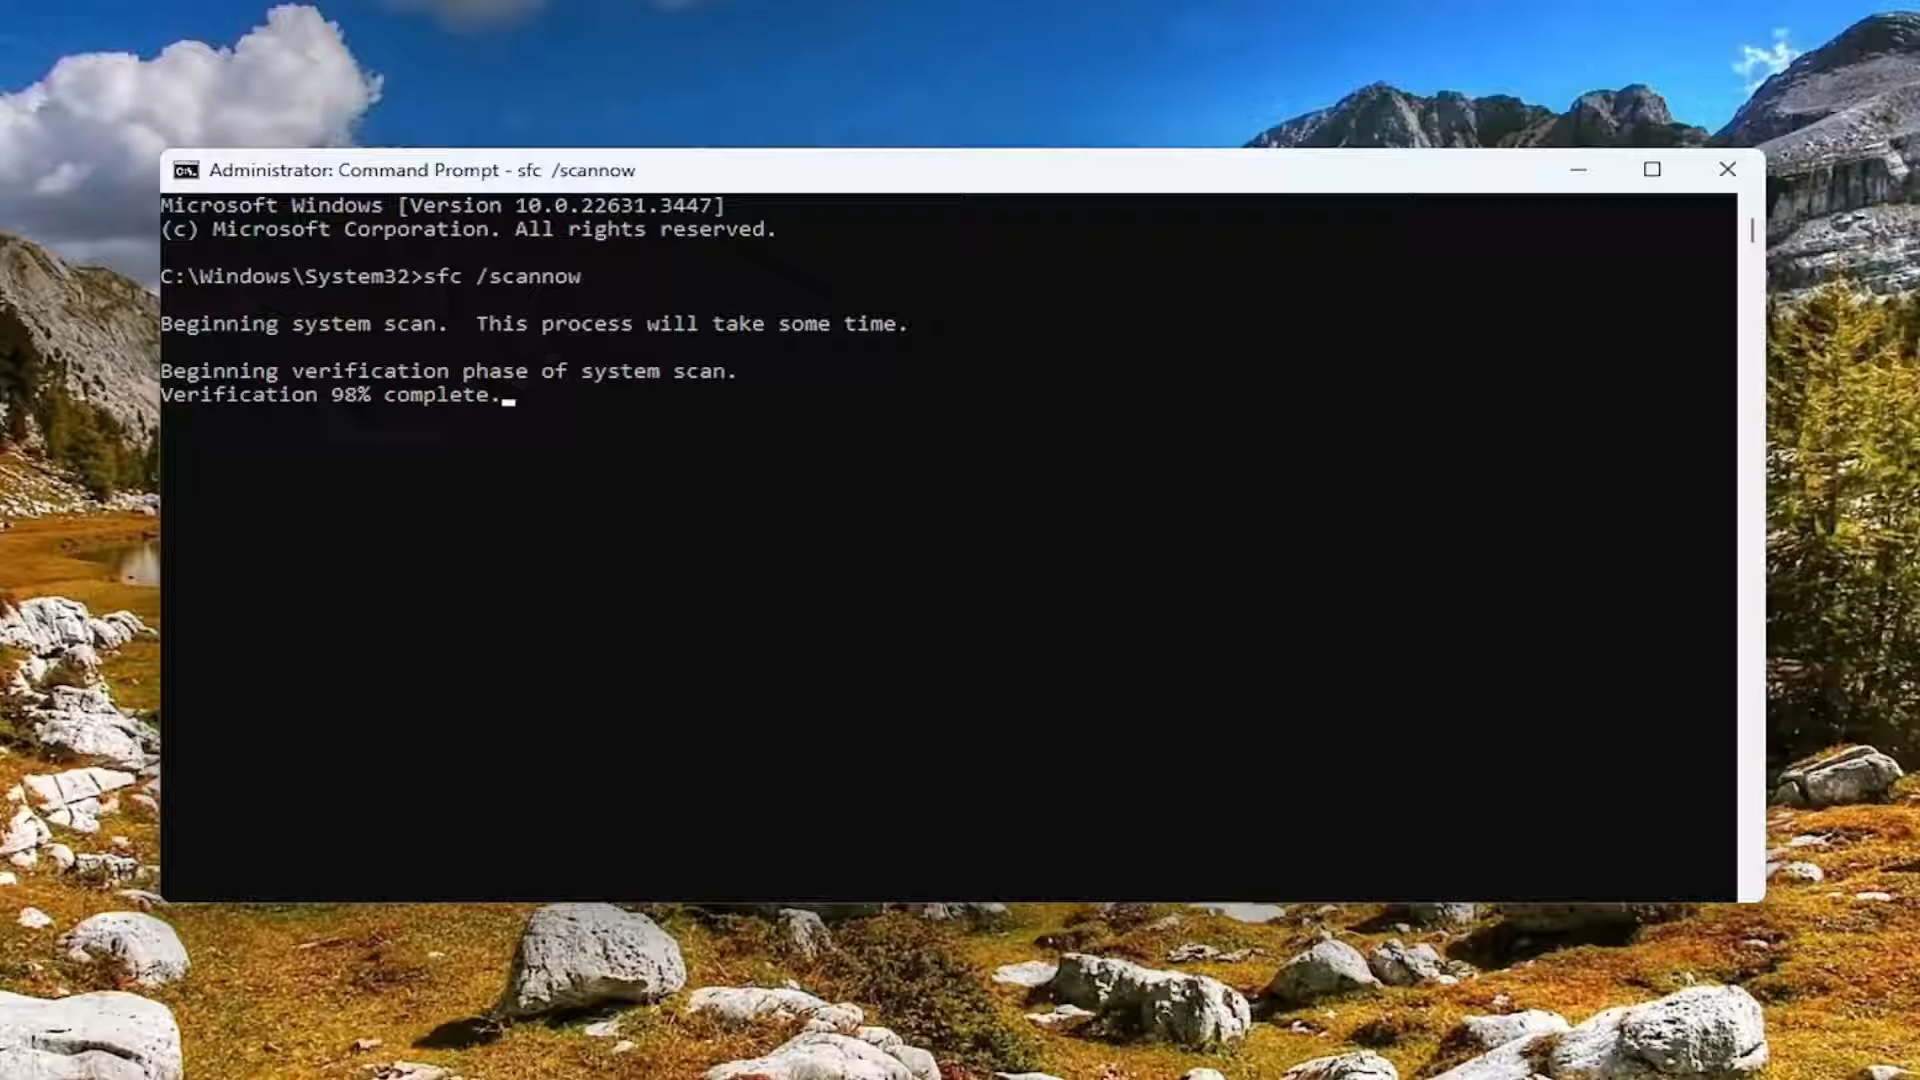 Administrator: Command Prompt - sfc  /scannow
Microsoft Windows [Version 10.0.22631.3447]
(c) Microsoft Corporation. All rights reserved.
C:\Windows\System32>sfc /scannow
Beginning system scan.  This process will take some time.
Beginning verification phase of system scan.
Verification 98% complete.